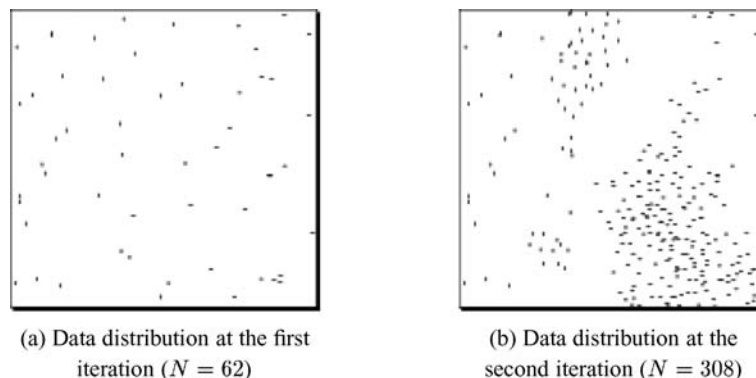 (a) Data distribution at the first
iteration (N = 62)
(b) Data distribution at the
second iteration (N = 308)